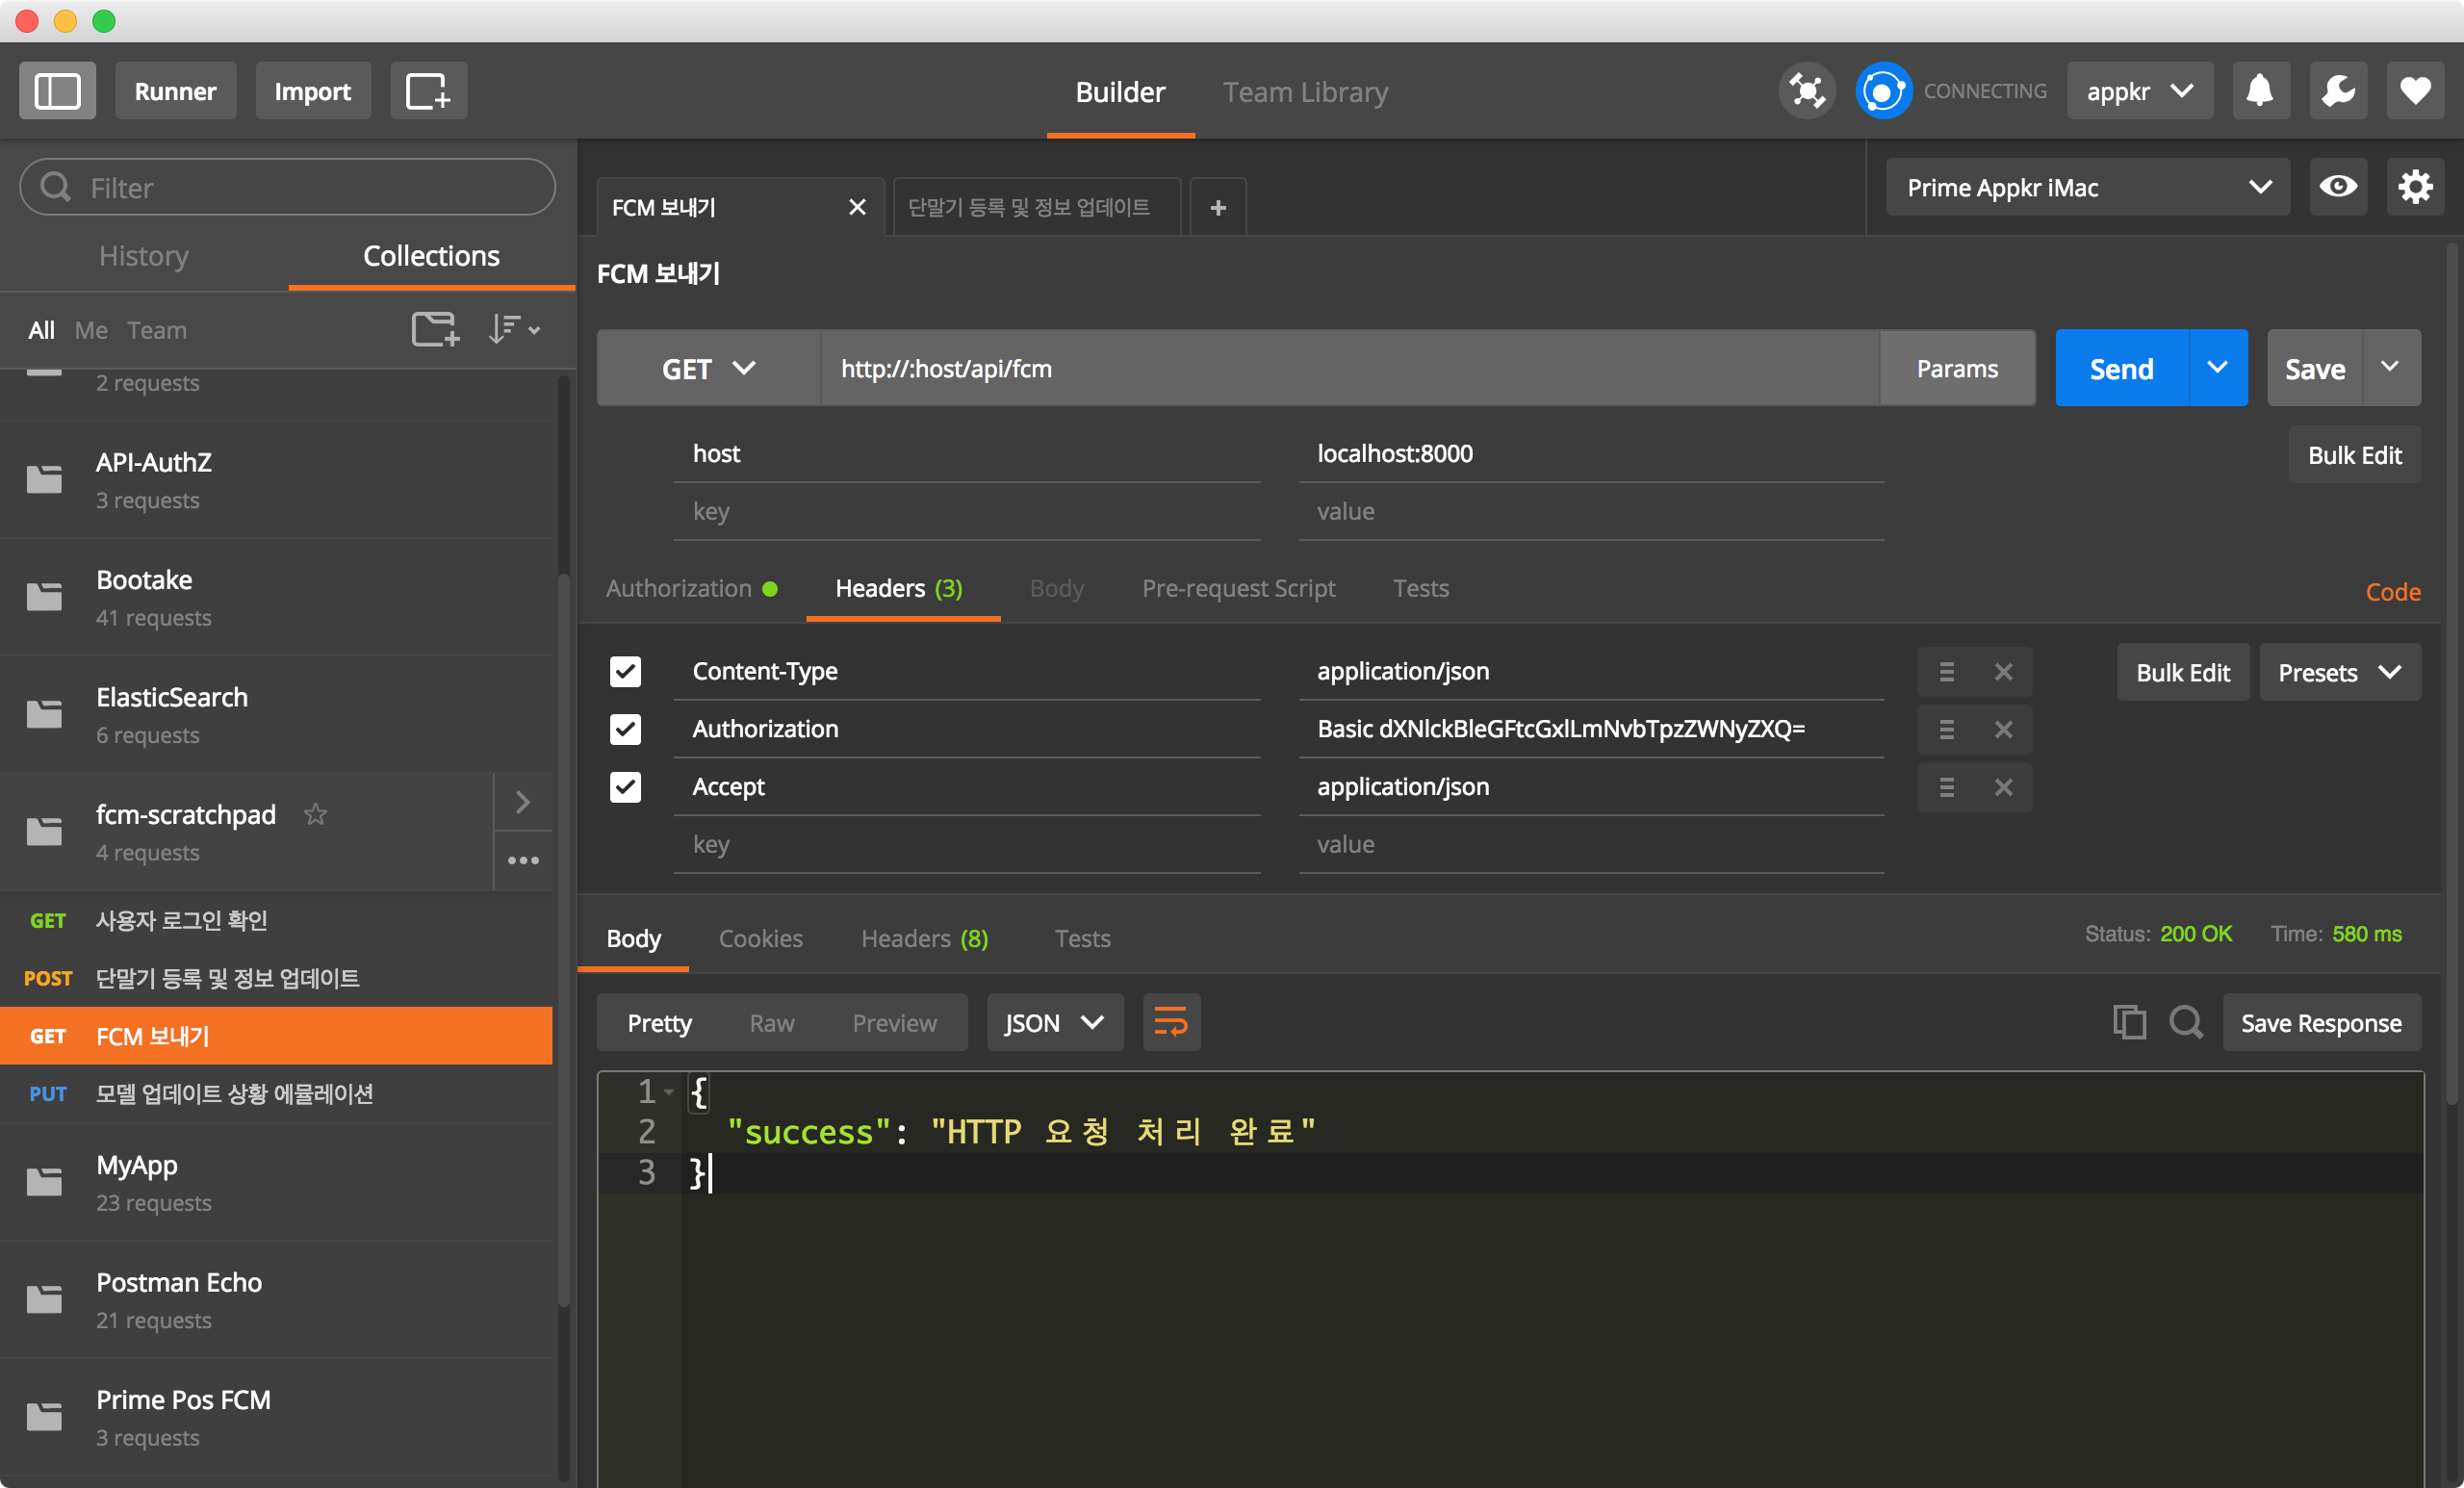 Runner
Import
Builder
Team Library
CONNECTING
appkr
Filter
History
Collections
All Me Team
2 requests
API-AuthZ
3 requests
Bootake
41 requests
ElasticSearch
6 requests
fcm-scratchpad
4 requests
GET 사용자 로그인 확인
POST 단말기 등록 및 정보 업데이트
GET FCM 보내기
PUT 모델 업데이트 상황 에뮬레이션
MyApp
23 requests
Postman Echo
21 requests
Prime Pos FCM
3 requests
FCM 보내기
단말기 등록 및 정보 업데이트
Prime Appkr iMac
FCM 보내기
GET http://:host/api/fcm Params Send Save
host localhost:8000 Bulk Edit
key value
Authorization Headers (3) Body Pre-request Script Tests Code
Content-Type application/json Bulk Edit Presets
Authorization Basic dXNlckBleGFtcGxlLmNvbTpzZWNyZXQ=
Accept application/json
key value
Body Cookies Headers (8) Tests Status: 200 OK Time: 580 ms
Pretty Raw Preview JSON Save Response
1 {
2 "success": "HTTP 요청 처리 완료"
3 }